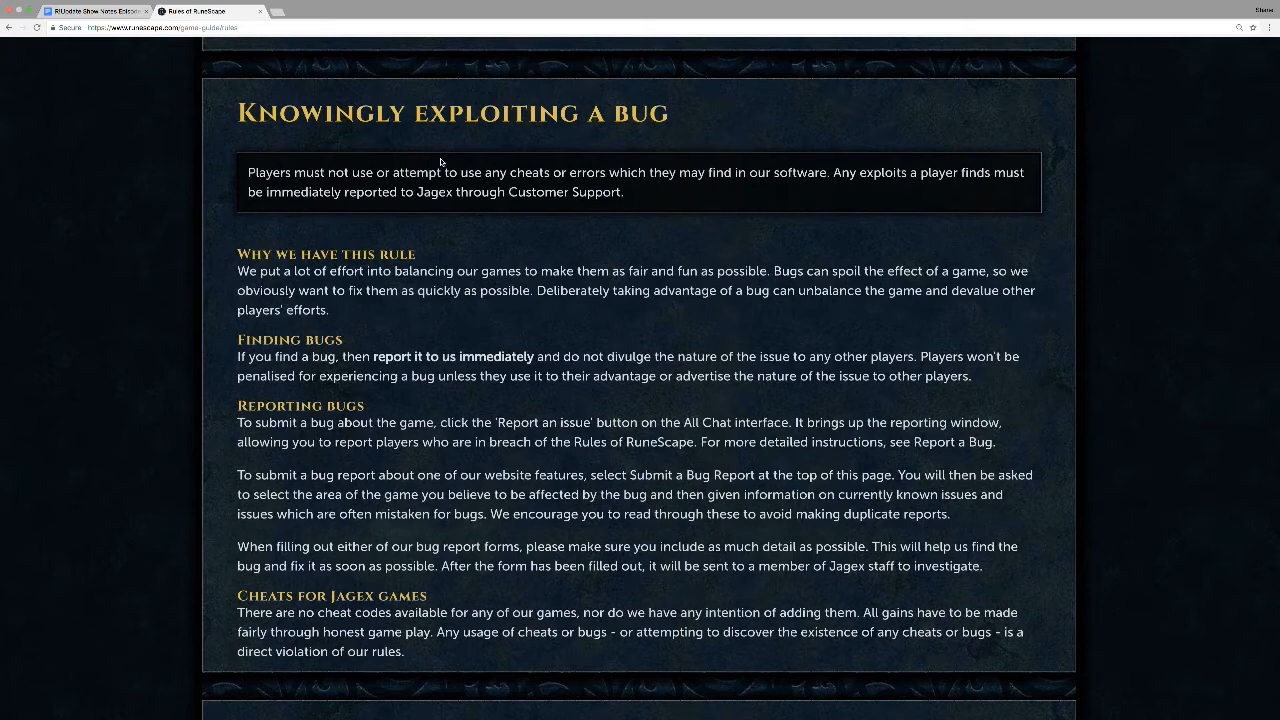 R!Update Show Notes Episode
Rules of RuneScape
Shane
Secure
https://www.runescape.com/game-guide/rules
Knowingly exploiting a bug
Players must not use or attempt to use any cheats or errors which they may find in our software. Any exploits a player finds must
be immediately reported to Jagex through Customer Support.
Why we have this rule
We put a lot of effort into balancing our games to make them as fair and fun as possible. Bugs can spoil the effect of a game, so we
obviously want to fix them as quickly as possible. Deliberately taking advantage of a bug can unbalance the game and devalue other
players' efforts.
Finding bugs
If you find a bug, then report it to us immediately and do not divulge the nature of the issue to any other players. Players won't be
penalised for experiencing a bug unless they use it to their advantage or advertise the nature of the issue to other players.
Reporting bugs
To submit a bug about the game, click the 'Report an issue' button on the All Chat interface. It brings up the reporting window,
allowing you to report players who are in breach of the Rules of RuneScape. For more detailed instructions, see Report a Bug.
To submit a bug report about one of our website features, select Submit a Bug Report at the top of this page. You will then be asked
to select the area of the game you believe to be affected by the bug and then given information on currently known issues and
issues which are often mistaken for bugs. We encourage you to read through these to avoid making duplicate reports.
When filling out either of our bug report forms, please make sure you include as much detail as possible. This will help us find the
bug and fix it as soon as possible. After the form has been filled out, it will be sent to a member of Jagex staff to investigate.
Cheats for Jagex games
There are no cheat codes available for any of our games, nor do we have any intention of adding them. All gains have to be made
fairly through honest game play. Any usage of cheats or bugs - or attempting to discover the existence of any cheats or bugs - is a
direct violation of our rules.